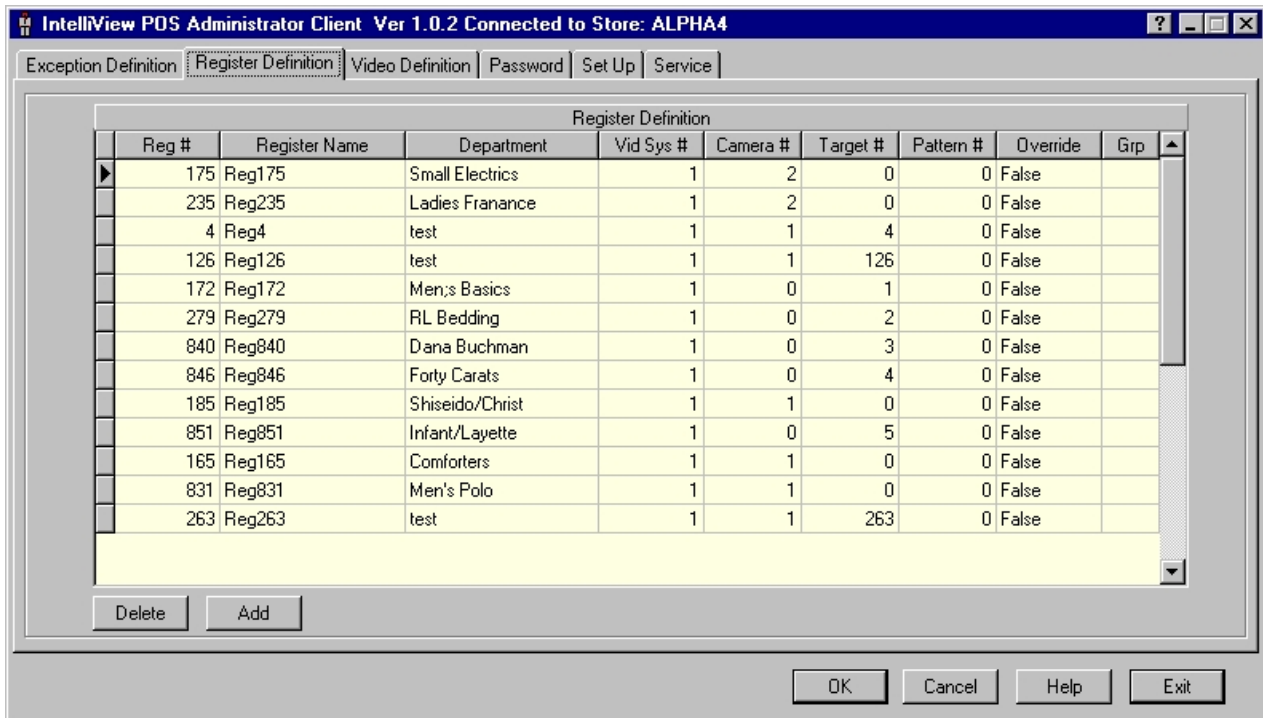 IntelliView POS Administrator Client Ver 1.0.2 Connected to Store: ALPHA4
Exception Definition Register Definition Video Definition Password Set Up Service
Register Definition
Reg # Register Name Department Vid Sys # Camera # Target # Pattern # Override Grp
175 Reg175 Small Electrics 1 2 0 0 False
235 Reg235 Ladies Franance 1 2 0 0 False
4 Reg4 test 1 1 4 0 False
126 Reg126 test 1 1 126 0 False
172 Reg172 Men;s Basics 1 0 1 0 False
279 Reg279 RL Bedding 1 0 2 0 False
840 Reg840 Dana Buchman 1 0 3 0 False
846 Reg846 Forty Carats 1 0 4 0 False
185 Reg185 Shiseido/Christ 1 1 0 0 False
851 Reg851 Infant/Layette 1 0 5 0 False
165 Reg165 Comforters 1 1 0 0 False
831 Reg831 Men's Polo 1 1 0 0 False
263 Reg263 test 1 1 263 0 False
Delete Add
OK Cancel Help Exit